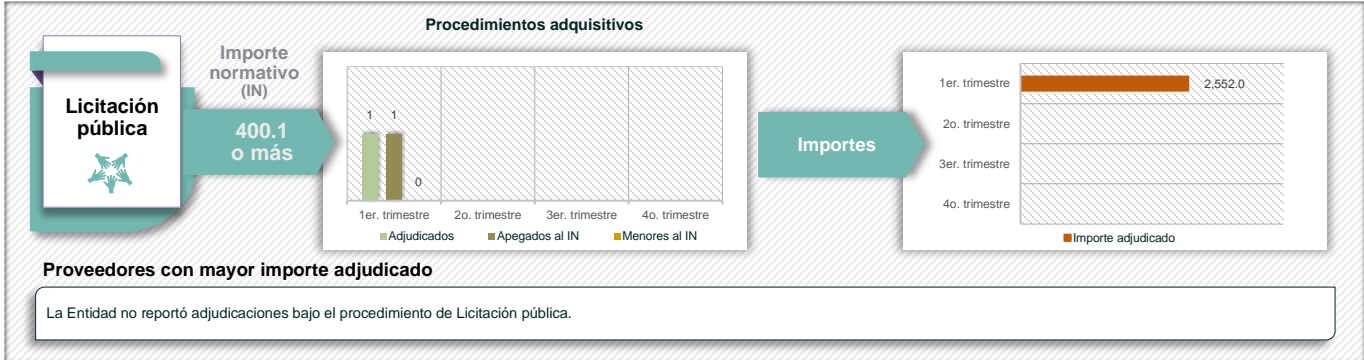 Procedimientos adquisitivos
Licitación
pública
Importe
normativo
(IN)
400.1
o más
1 1
0
1er. trimestre 2o. trimestre 3er. trimestre 4o. trimestre
Adjudicados Apegados al IN Menores al IN
Importes
1er. trimestre 2,552.0
2o. trimestre
3er. trimestre
4o. trimestre
Importe adjudicado
Proveedores con mayor importe adjudicado
La Entidad no reportó adjudicaciones bajo el procedimiento de Licitación pública.